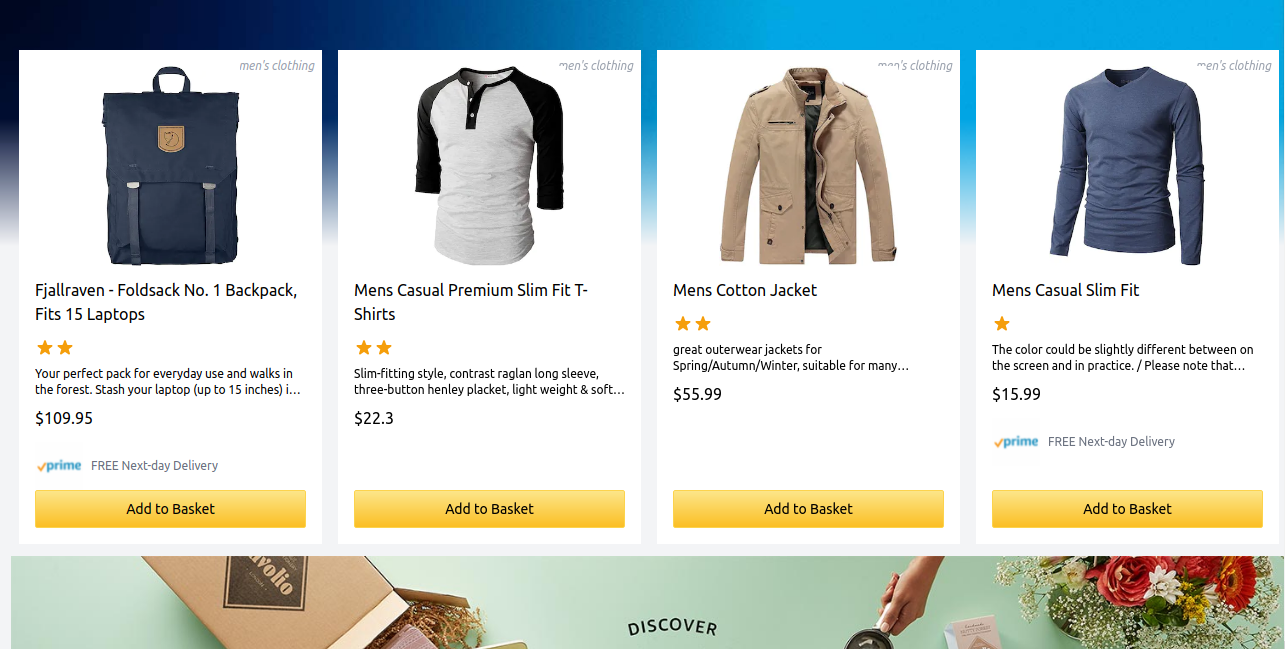 men's clothing
Fjallraven - Foldsack No. 1 Backpack,
Fits 15 Laptops
Your perfect pack for everyday use and walks in
the forest. Stash your laptop (up to 15 inches) i...
$109.95
prime FREE Next-day Delivery
Add to Basket
men's clothing
Mens Casual Premium Slim Fit T-
Shirts
Slim-fitting style, contrast raglan long sleeve,
three-button henley placket, light weight & soft...
$22.3
Add to Basket
men's clothing
Mens Cotton Jacket
great outerwear jackets for
Spring/Autumn/Winter, suitable for many...
$55.99
Add to Basket
men's clothing
Mens Casual Slim Fit
The color could be slightly different between on
the screen and in practice. / Please note that...
$15.99
prime FREE Next-day Delivery
Add to Basket
DISCOVER